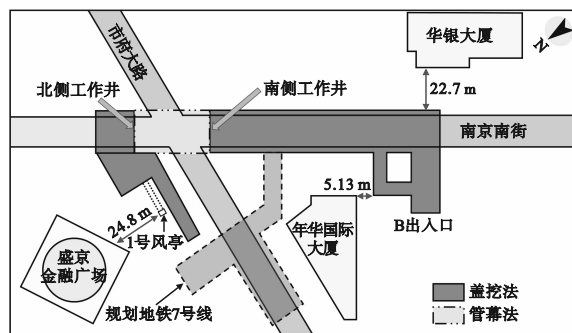 市府大路
华银大厦
N
北侧工作井
南侧工作井
22.7 m
南京南街
5.13 m
B出入口
24.8 m
1号风亭
年华国际
大厦
盛京
金融广场
规划地铁7号线
盖挖法
管幕法